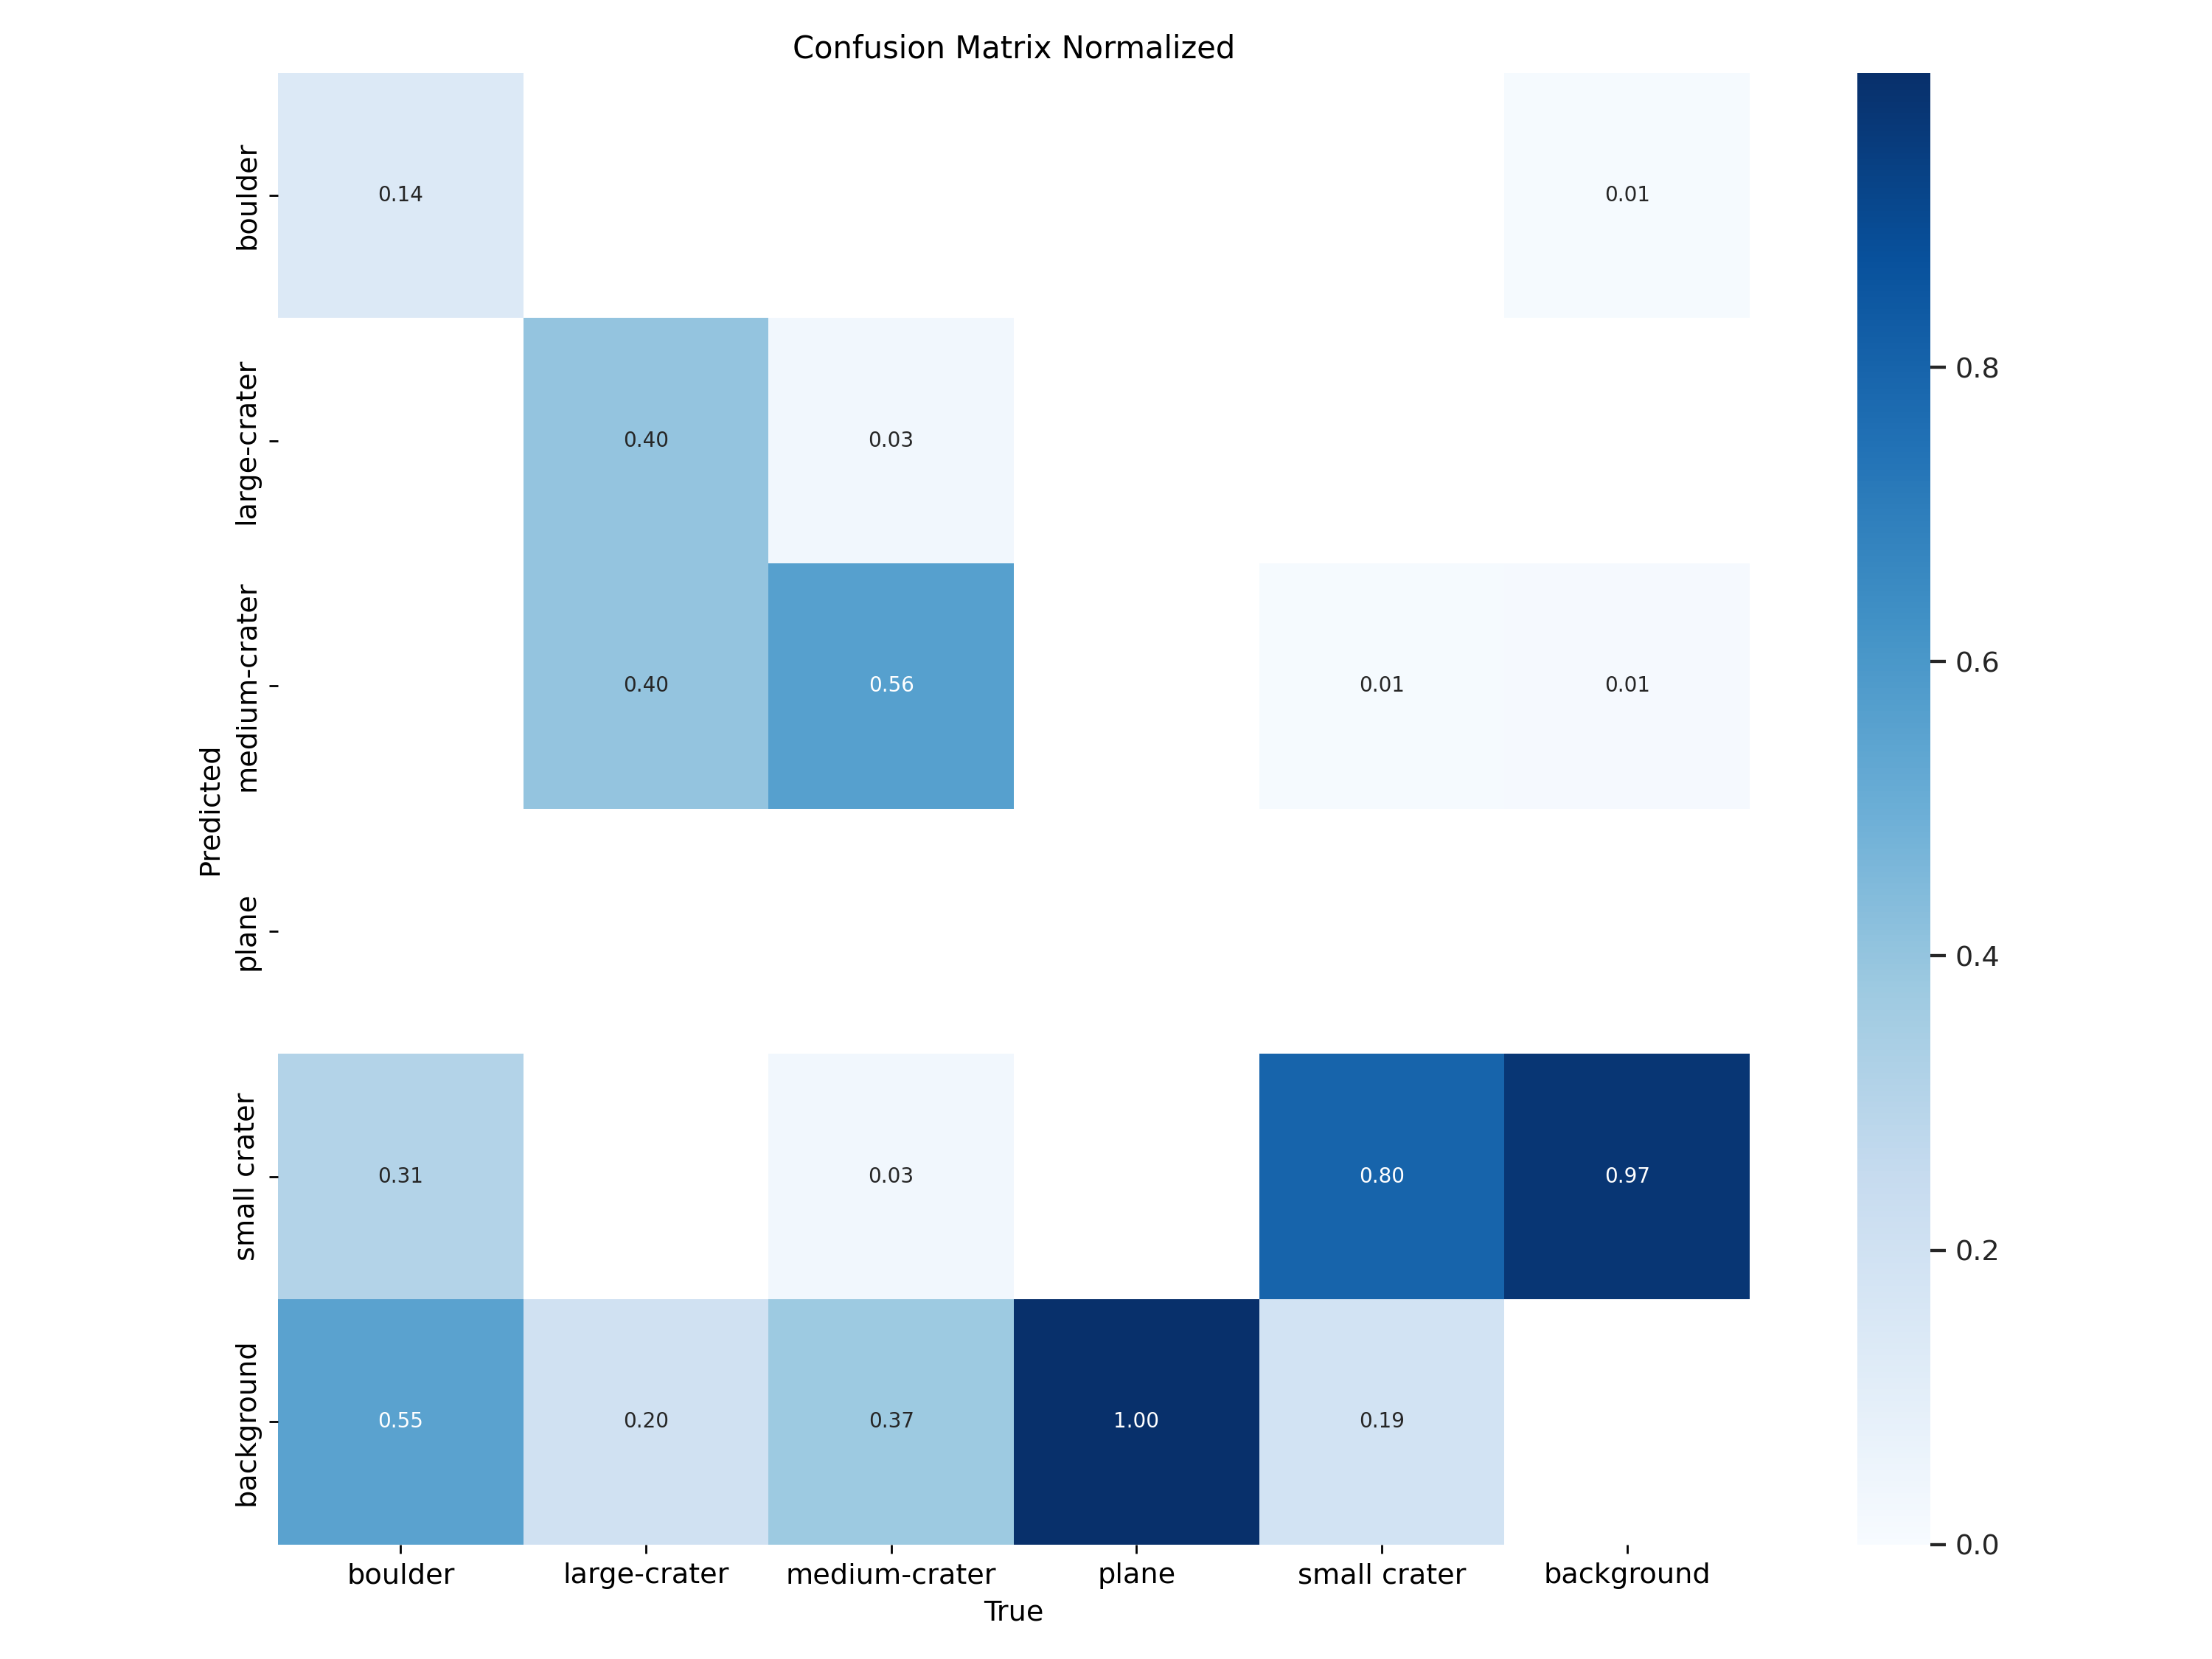 Confusion Matrix Normalized
boulder
0.14
0.01
large-crater
0.40
0.03
medium-crater
0.40
0.56
0.01
0.01
plane
small crater
0.31
0.03
0.80
0.97
background
0.55
0.20
0.37
1.00
0.19
Predicted
boulder
large-crater
medium-crater
plane
small crater
background
True
0.8
0.6
0.4
0.2
0.0